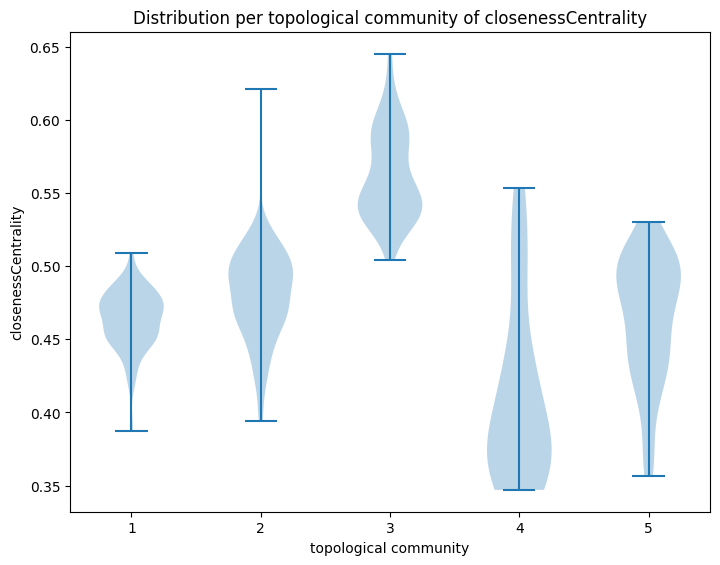 Distribution per topological community of closenessCentrality
0.65
0.60
0.55
0.50
0.45
0.40
0.35
closenessCentrality
1 2 3 4 5
topological community